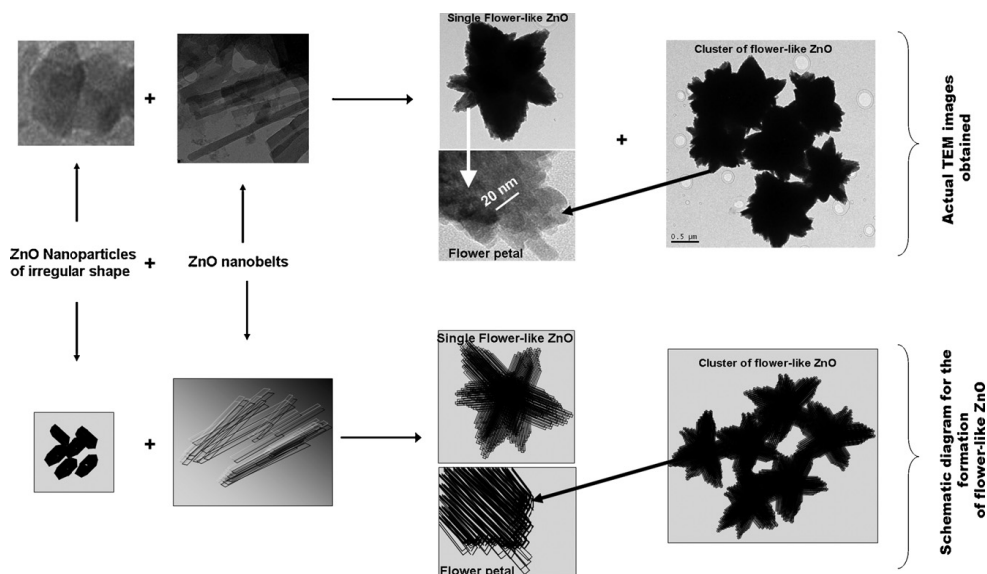 Single Flower-like ZnO
Cluster of flower-like ZnO
+
+
20 nm
Flower petal
0.5 µm
Actual TEM images
obtained
ZnO Nanoparticles
of irregular shape
+
ZnO nanobelts
Single Flower-like ZnO
Cluster of flower-like ZnO
+
Flower petal
Schematic diagram for the
formation
of flower-like ZnO